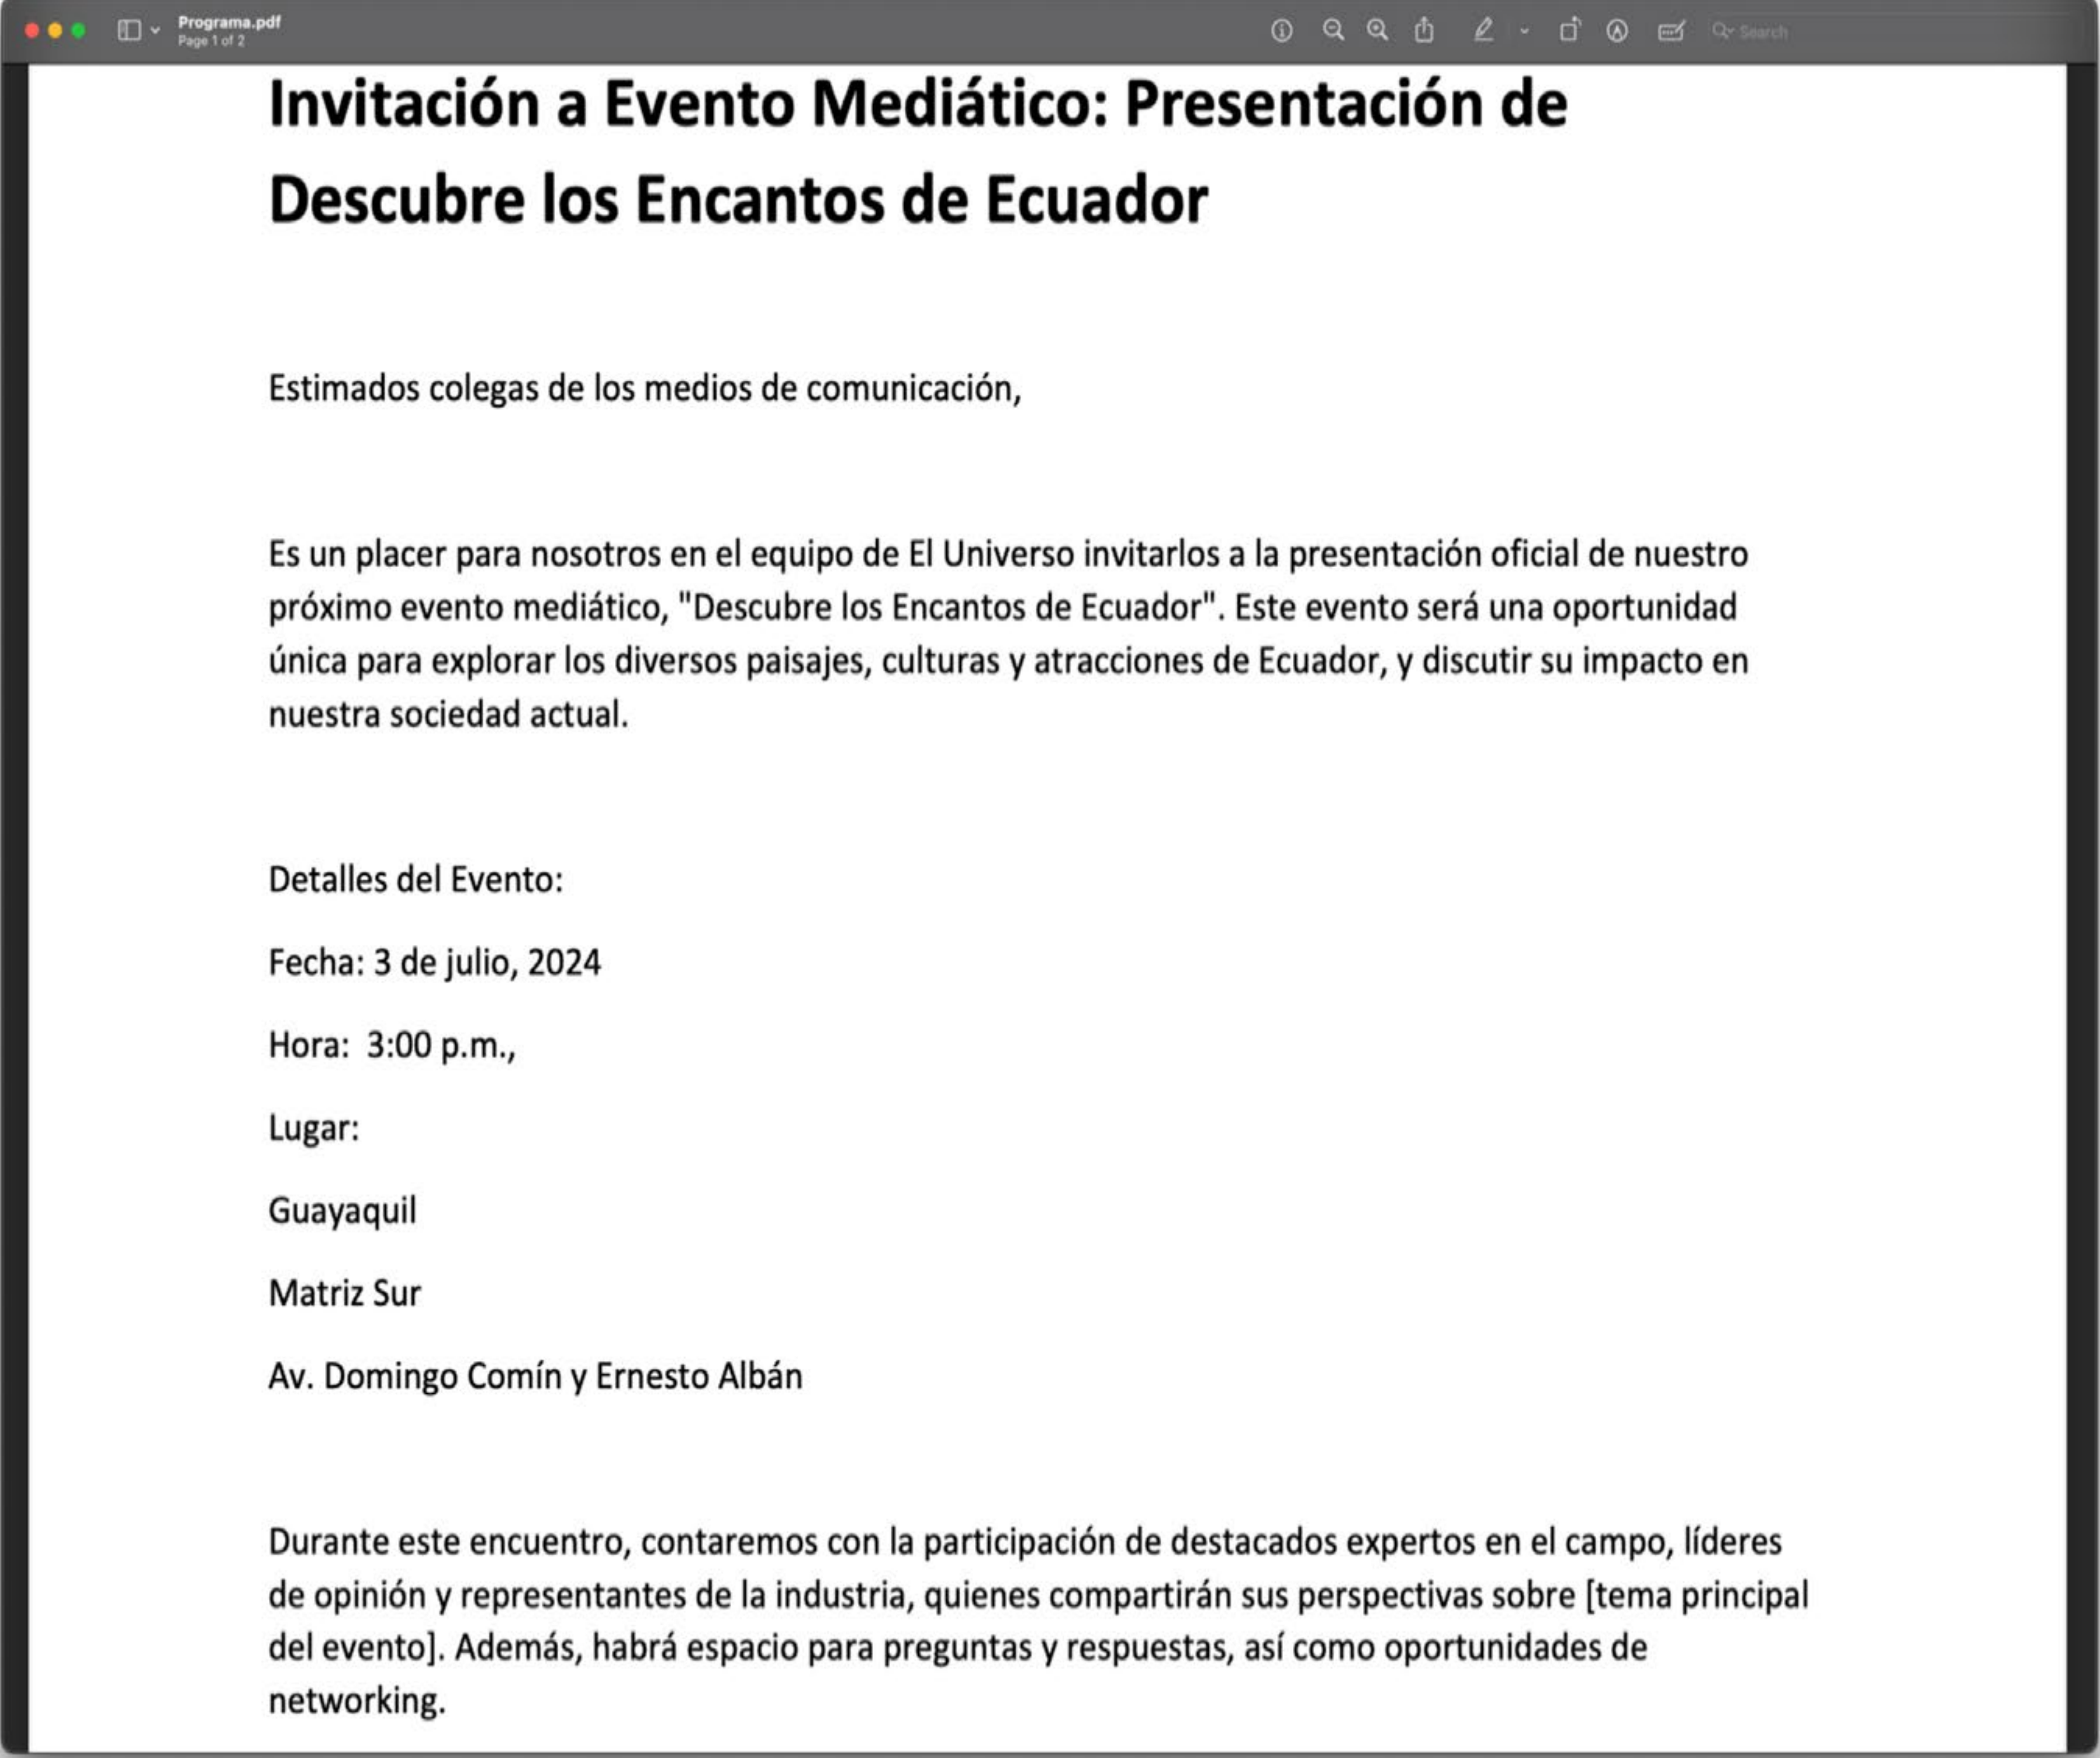 Programa.pdf
Page 1 of 2
Search
Invitación a Evento Mediático: Presentación de
Descubre los Encantos de Ecuador
Estimados colegas de los medios de comunicación,
Es un placer para nosotros en el equipo de El Universo invitarlos a la presentación oficial de nuestro
próximo evento mediático, "Descubre los Encantos de Ecuador". Este evento será una oportunidad
única para explorar los diversos paisajes, culturas y atracciones de Ecuador, y discutir su impacto en
nuestra sociedad actual.
Detalles del Evento:
Fecha: 3 de julio, 2024
Hora:  3:00 p.m.,
Lugar:
Guayaquil
Matriz Sur
Av. Domingo Comín y Ernesto Albán
Durante este encuentro, contaremos con la participación de destacados expertos en el campo, líderes
de opinión y representantes de la industria, quienes compartirán sus perspectivas sobre [tema principal
del evento]. Además, habrá espacio para preguntas y respuestas, así como oportunidades de
networking.